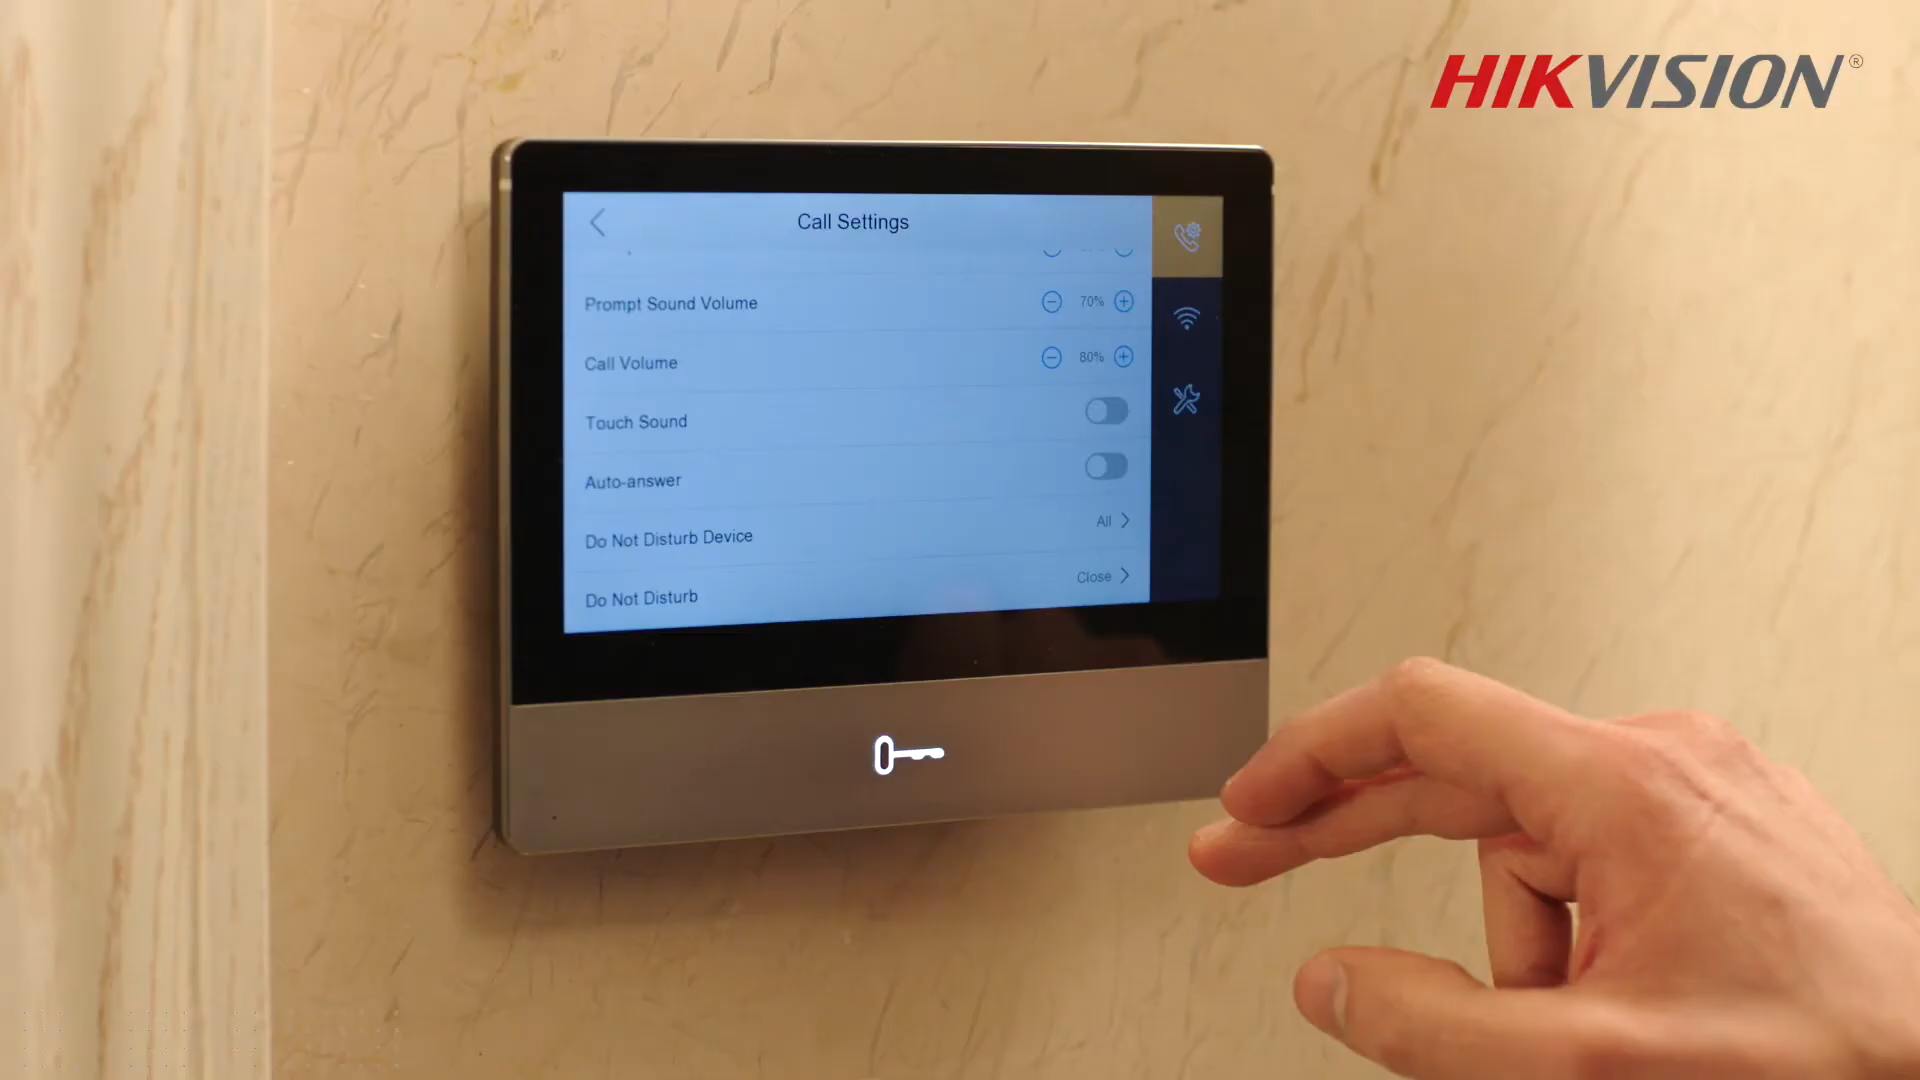 HIKVISION®
Call Settings
Prompt Sound Volume 70%
Call Volume 80%
Touch Sound
Auto-answer
Do Not Disturb Device All
Do Not Disturb Close